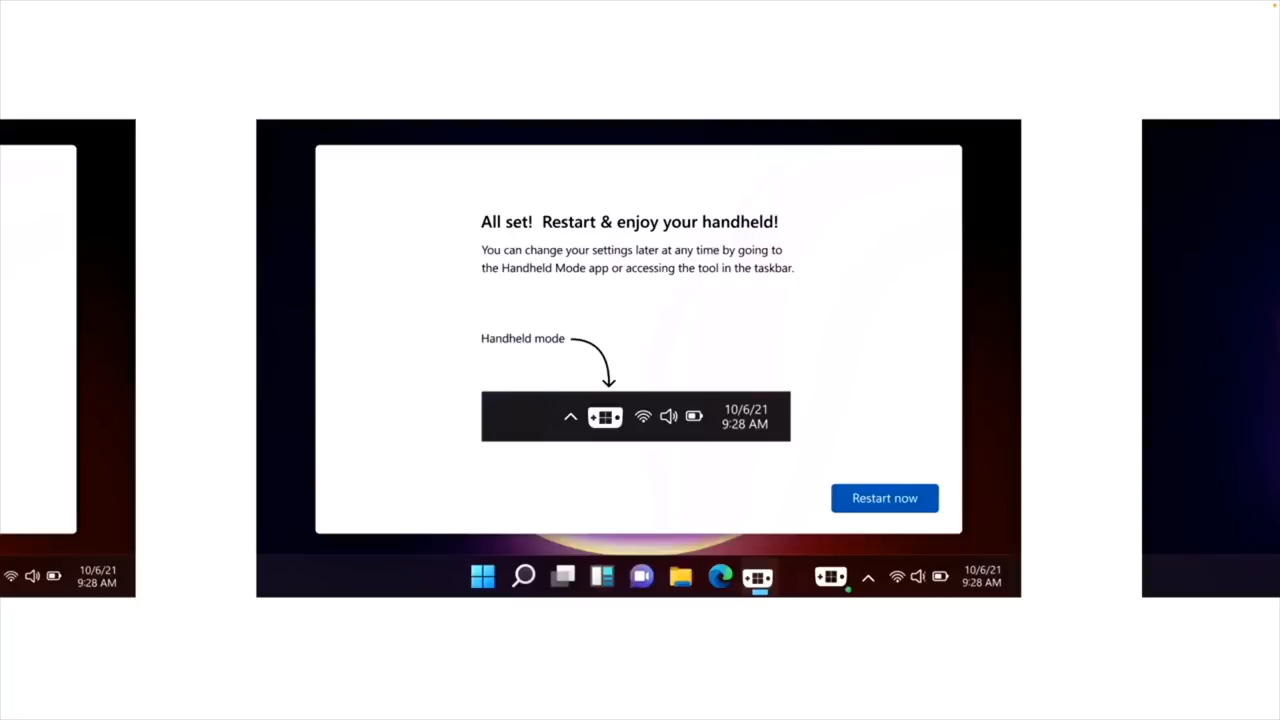 All set!  Restart & enjoy your handheld!
You can change your settings later at any time by going to
the Handheld Mode app or accessing the tool in the taskbar.
Handheld mode
10/6/21
9:28 AM
Restart now
10/6/21
9:28 AM
10/6/21
9:28 AM